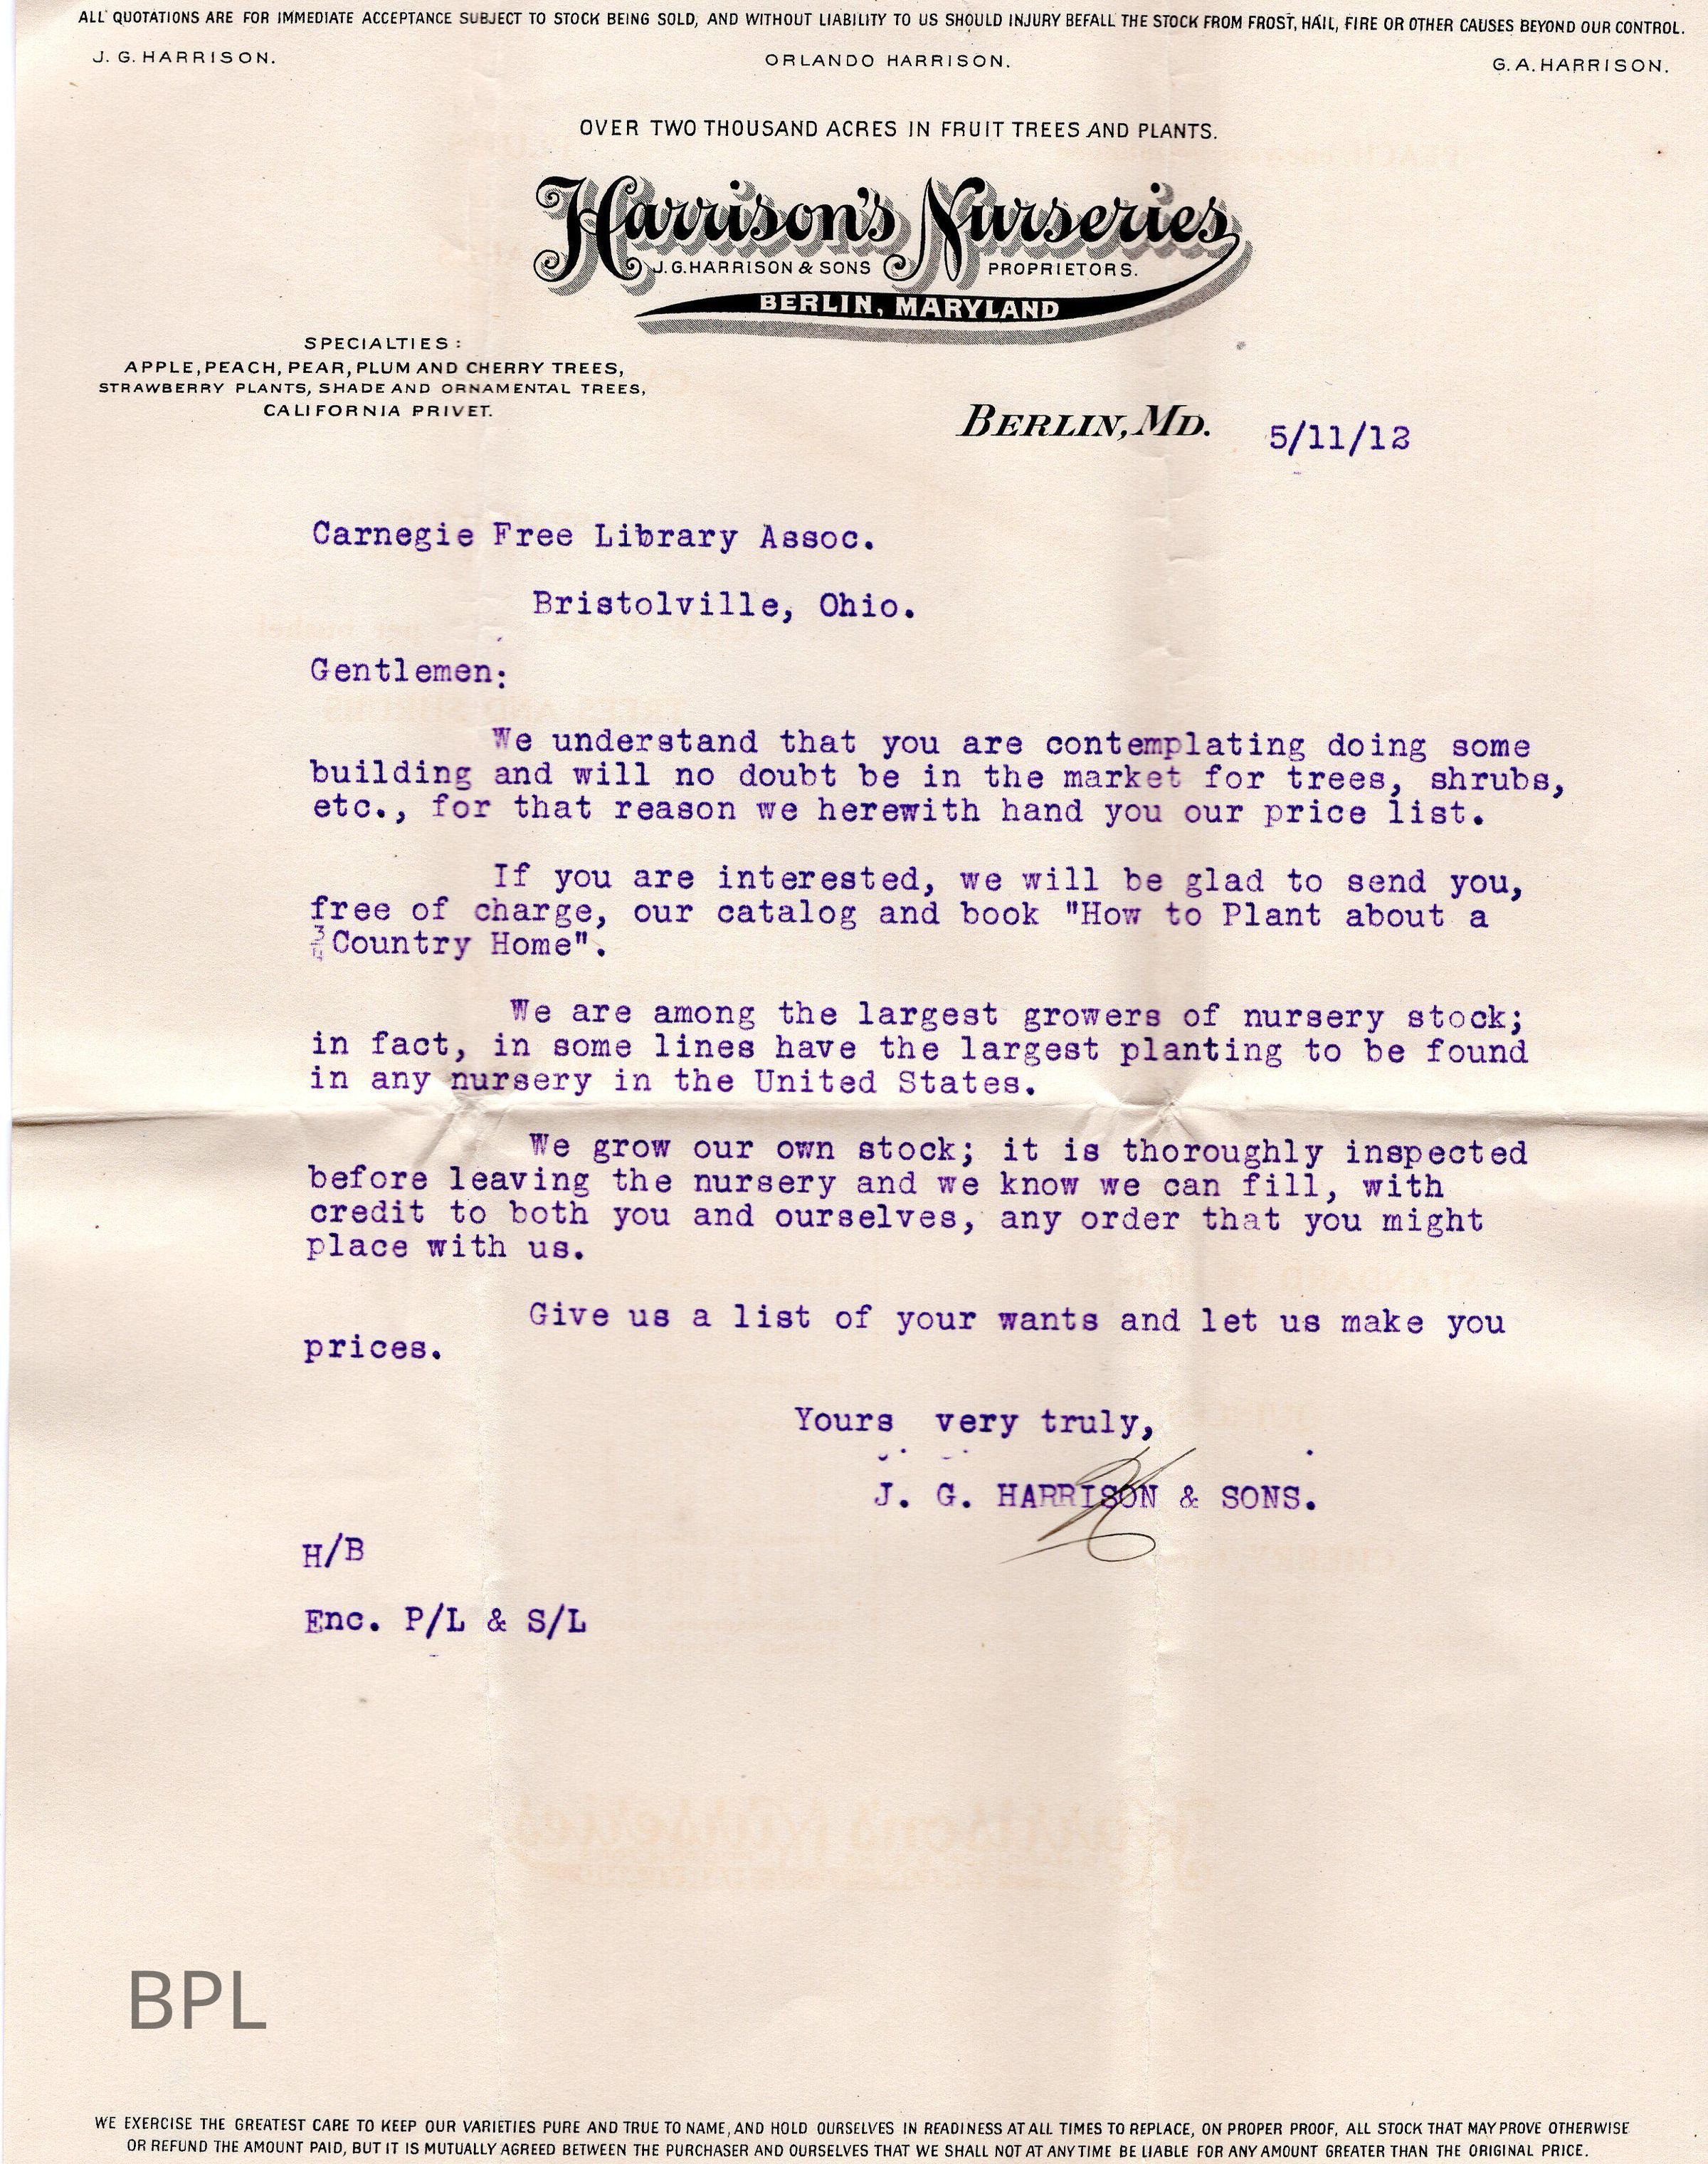 ALL QUOTATIONS ARE FOR IMMEDIATE ACCEPTANCE SUBJECT TO STOCK BEING SOLD, AND WITHOUT LIABILITY TO US SHOULD INJURY BEFALL THE STOCK FROM FROST, HAIL, FIRE OR OTHER CAUSES BEYOND OUR CONTROL.
J. G. HARRISON. ORLANDO HARRISON. G. A. HARRISON.
OVER TWO THOUSAND ACRES IN FRUIT TREES AND PLANTS.
Harrison's Nurseries
J. G. HARRISON & SONS PROPRIETORS.
BERLIN, MARYLAND
SPECIALTIES:
APPLE, PEACH, PEAR, PLUM AND CHERRY TREES,
STRAWBERRY PLANTS, SHADE AND ORNAMENTAL TREES,
CALIFORNIA PRIVET.
BERLIN, MD. 5/11/12
Carnegie Free Library Assoc.
Bristolville, Ohio.
Gentlemen:
We understand that you are contemplating doing some
building and will no doubt be in the market for trees, shrubs,
etc., for that reason we herewith hand you our price list.
If you are interested, we will be glad to send you,
free of charge, our catalog and book "How to Plant about a
Country Home".
We are among the largest growers of nursery stock;
in fact, in some lines have the largest planting to be found
in any nursery in the United States.
We grow our own stock; it is thoroughly inspected
before leaving the nursery and we know we can fill, with
credit to both you and ourselves, any order that you might
place with us.
Give us a list of your wants and let us make you
prices.
Yours very truly,
J. G. HARRISON & SONS.
H/B
Enc. P/L & S/L
BPL
WE EXERCISE THE GREATEST CARE TO KEEP OUR VARIETIES PURE AND TRUE TO NAME, AND HOLD OURSELVES IN READINESS AT ALL TIMES TO REPLACE, ON PROPER PROOF, ALL STOCK THAT MAY PROVE OTHERWISE
OR REFUND THE AMOUNT PAID, BUT IT IS MUTUALLY AGREED BETWEEN THE PURCHASER AND OURSELVES THAT WE SHALL NOT AT ANY TIME BE LIABLE FOR ANY AMOUNT GREATER THAN THE ORIGINAL PRICE.